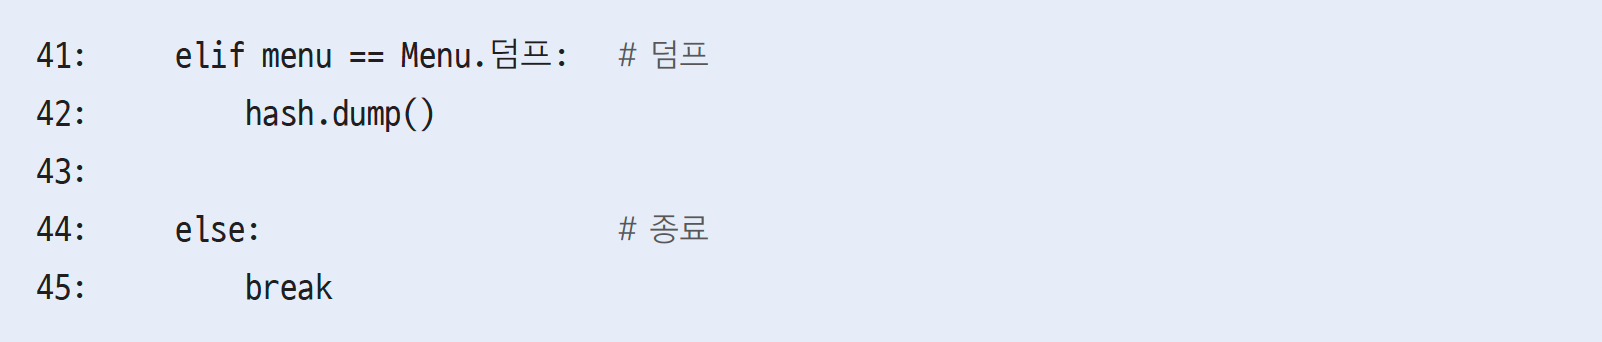 41:     elif menu == Menu.덤프:   # 덤프
42:         hash.dump()
43:
44:     else:                     # 종료
45:         break